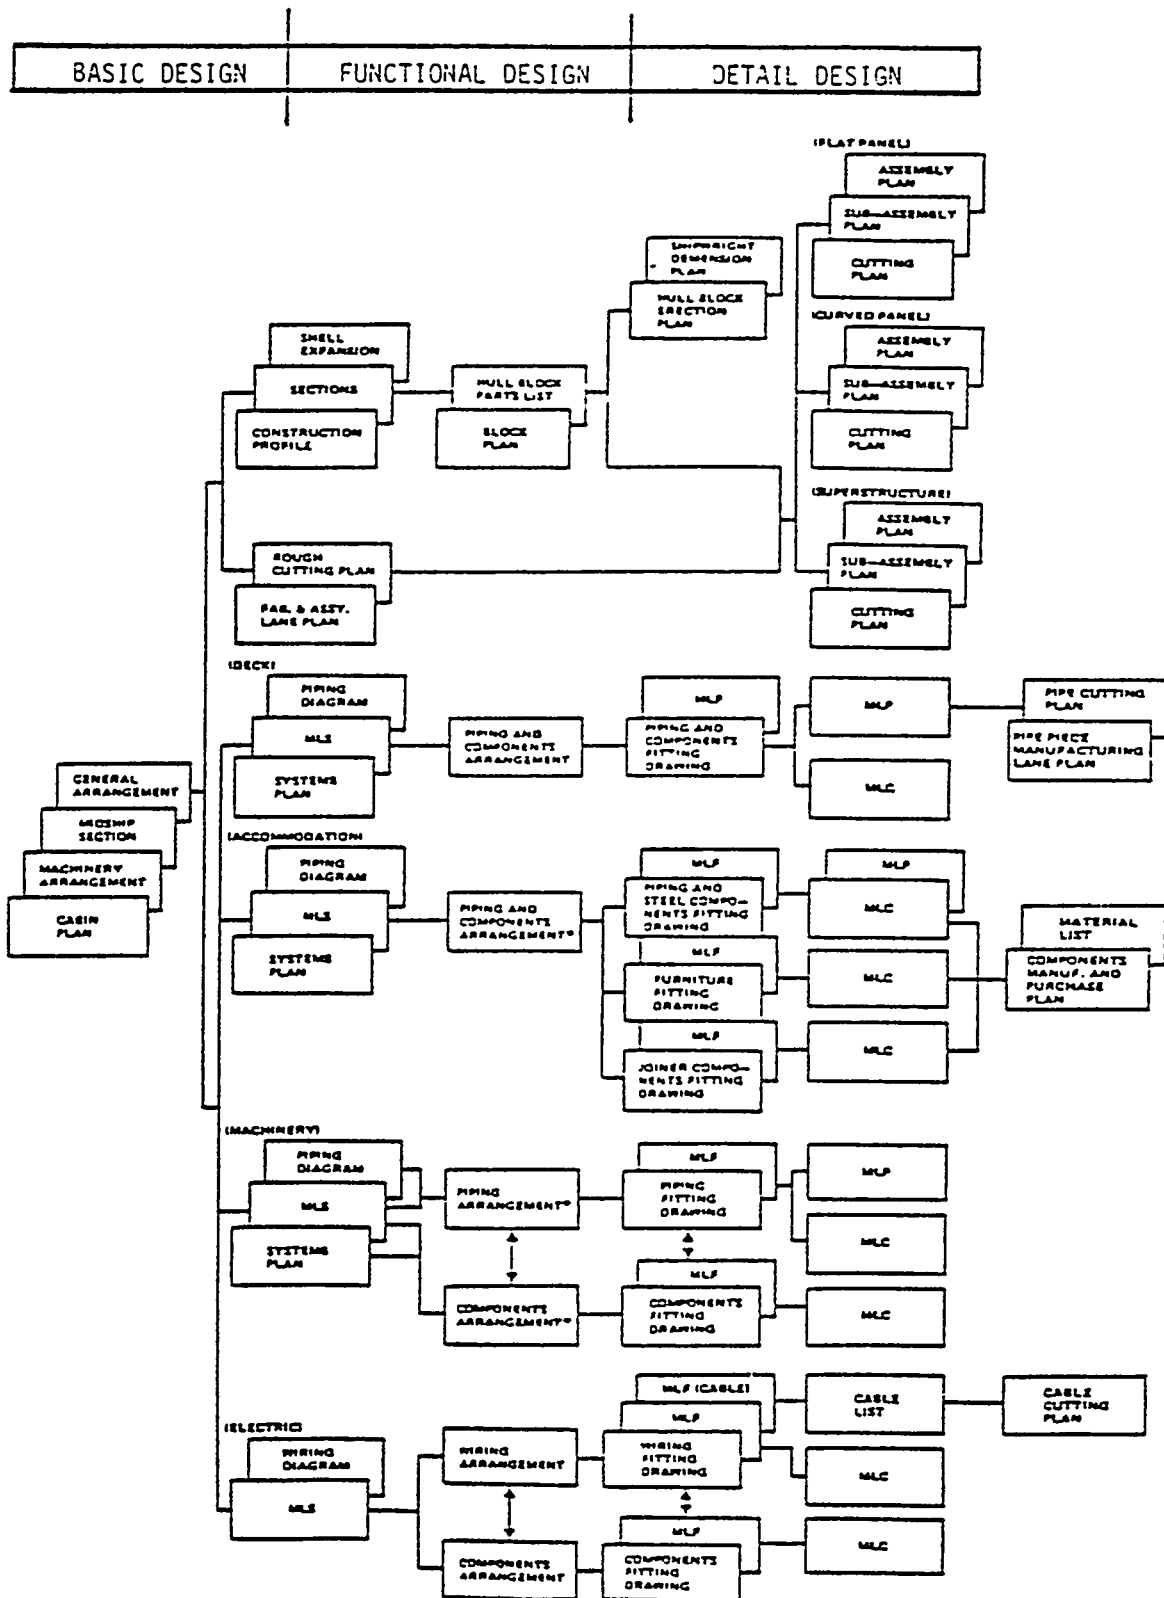 BASIC DESIGN
FUNCTIONAL DESIGN
DETAIL DESIGN
(FLAT PANEL)
ASSEMBLY
PLAN
SUB-ASSEMBLY
PLAN
CUTTING
PLAN
SHIPWRIGHT
DEMENSION
PLAN
HULL BLOCK
ERECTION
PLAN
(CURVED PANEL)
ASSEMBLY
PLAN
SUB-ASSEMBLY
PLAN
CUTTING
PLAN
SHELL
EXPANSION
SECTIONS
CONSTRUCTION
PROFILE
HULL BLOCK
PARTS LIST
BLOCK
PLAN
(SUPERSTRUCTURE)
ASSEMBLY
PLAN
SUB-ASSEMBLY
PLAN
CUTTING
PLAN
ROUGH
CUTTING PLAN
FAB. & ASSY.
LANE PLAN
GENERAL
ARRANGEMENT
MIDSHIP
SECTION
MACHINERY
ARRANGEMENT
CABIN
PLAN
(DECK)
PIPING
DIAGRAM
MLS
SYSTEMS
PLAN
PIPING AND
COMPONENTS
ARRANGEMENT
MLF
PIPING AND
COMPONENTS
FITTING
DRAWING
MLP
MLC
PIPE CUTTING
PLAN
PIPE PIECE
MANUFACTURING
LANE PLAN
(ACCOMMODATION)
PIPING
DIAGRAM
MLS
SYSTEMS
PLAN
PIPING AND
COMPONENTS
ARRANGEMENT*
MLF
PIPING AND
STEEL COMPO-
NENTS FITTING
DRAWING
MLF
FURNITURE
FITTING
DRAWING
MLF
JOINER COMPO-
NENTS FITTING
DRAWING
MLP
MLC
MLC
MLC
MATERIAL
LIST
COMPONENTS
MANUF. AND
PURCHASE
PLAN
(MACHINERY)
PIPING
DIAGRAM
MLS
SYSTEMS
PLAN
PIPING
ARRANGEMENT*
COMPONENTS
ARRANGEMENT*
MLF
PIPING
FITTING
DRAWING
MLF
COMPONENTS
FITTING
DRAWING
MLP
MLC
MLC
(ELECTRIC)
WIRING
DIAGRAM
MLS
WIRING
ARRANGEMENT
COMPONENTS
ARRANGEMENT
MLF (CABLE)
MLF
WIRING
FITTING
DRAWING
MLF
COMPONENTS
FITTING
DRAWING
CABLE
LIST
MLC
MLC
CABLE
CUTTING
PLAN